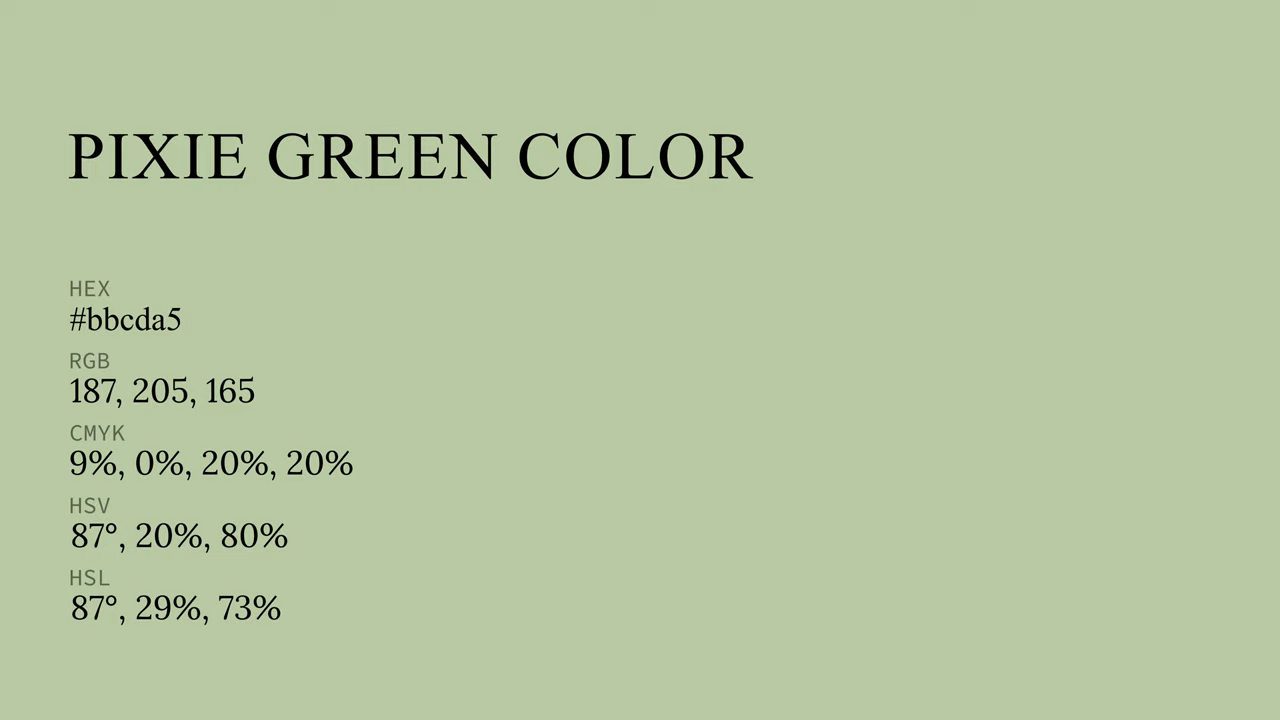 PIXIE GREEN COLOR
HEX
#bbcda5
RGB
187, 205, 165
CMYK
9%, 0%, 20%, 20%
HSV
87°, 20%, 80%
HSL
87°, 29%, 73%